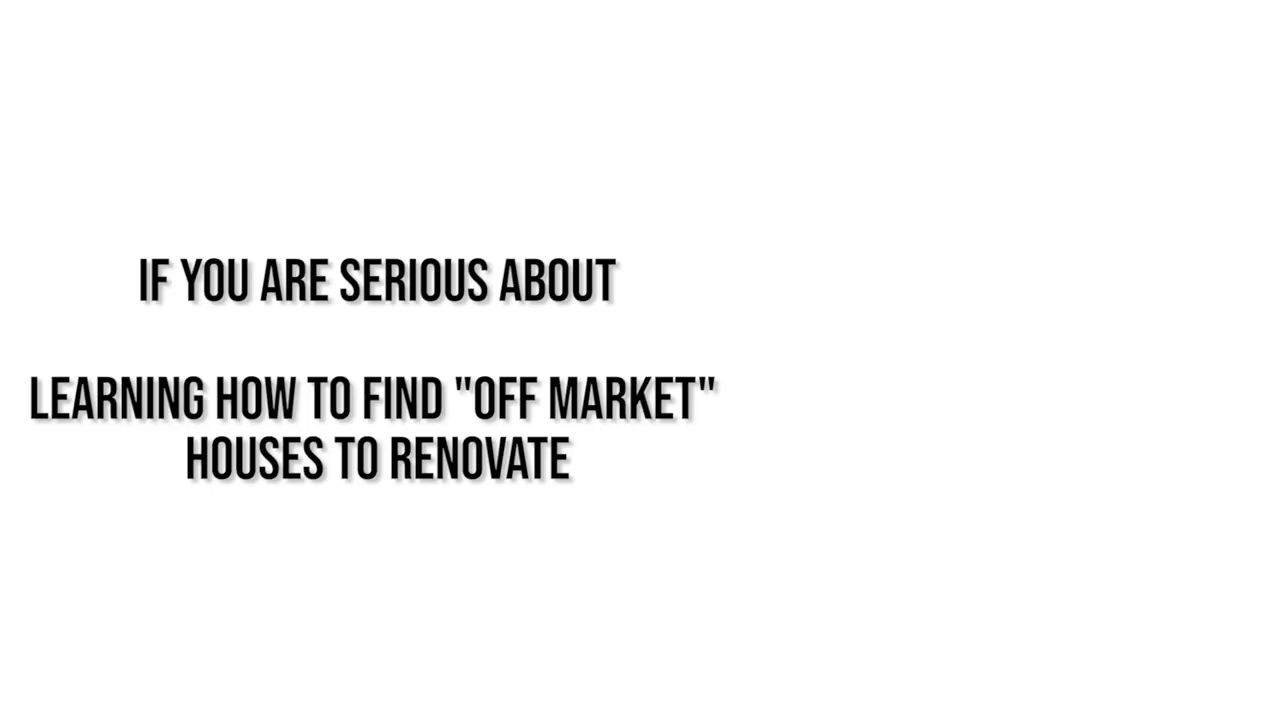 IF YOU ARE SERIOUS ABOUT
LEARNING HOW TO FIND "OFF MARKET"
HOUSES TO RENOVATE